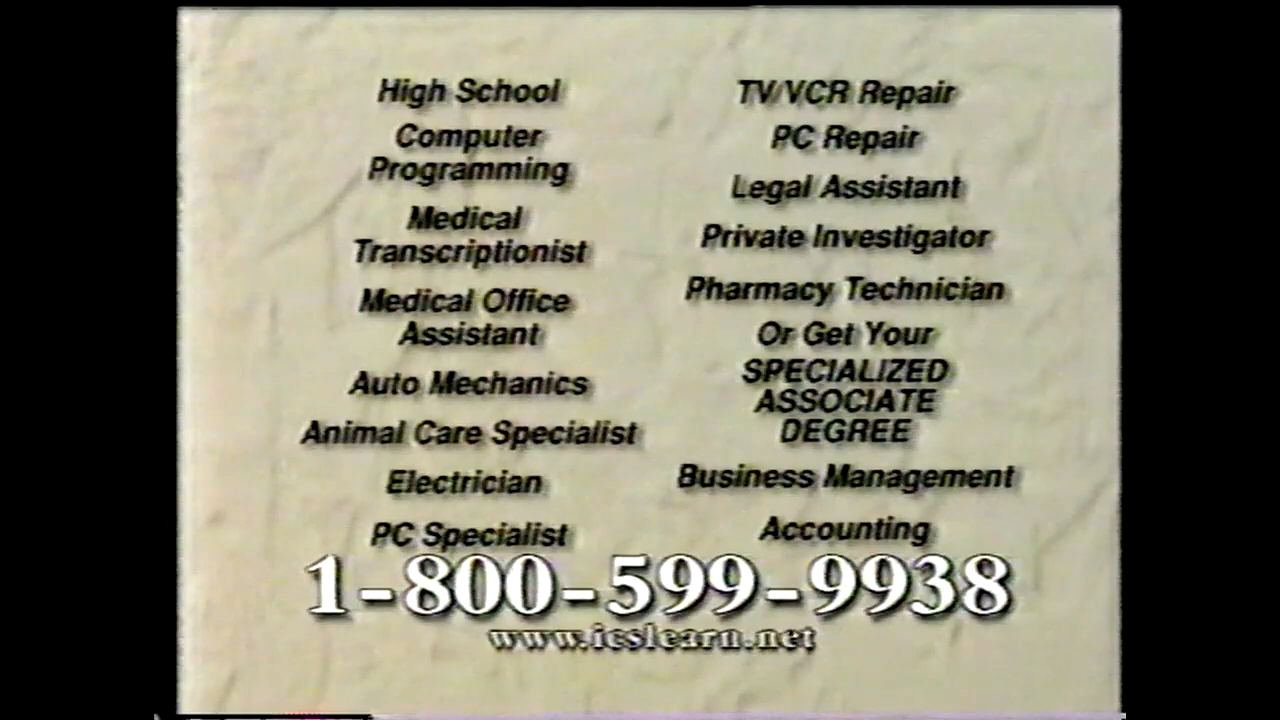 High School
Computer
Programming
Medical
Transcriptionist
Medical Office
Assistant
Auto Mechanics
Animal Care Specialist
Electrician
PC Specialist
TV/VCR Repair
PC Repair
Legal Assistant
Private Investigator
Pharmacy Technician
Or Get Your
SPECIALIZED
ASSOCIATE
DEGREE
Business Management
Accounting
1-800-599-9938
www.icslearn.net